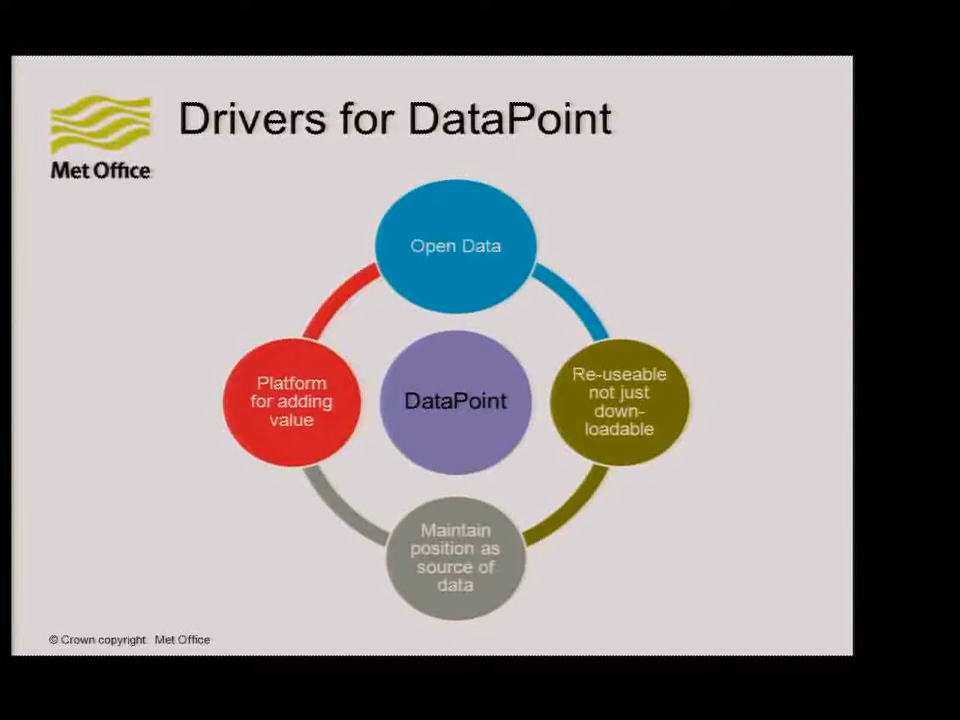 Drivers for DataPoint
Met Office
Open Data
Platform
for adding
value
DataPoint
Re-useable
not just
down-
loadable
Maintain
position as
source of
data
© Crown copyright Met Office